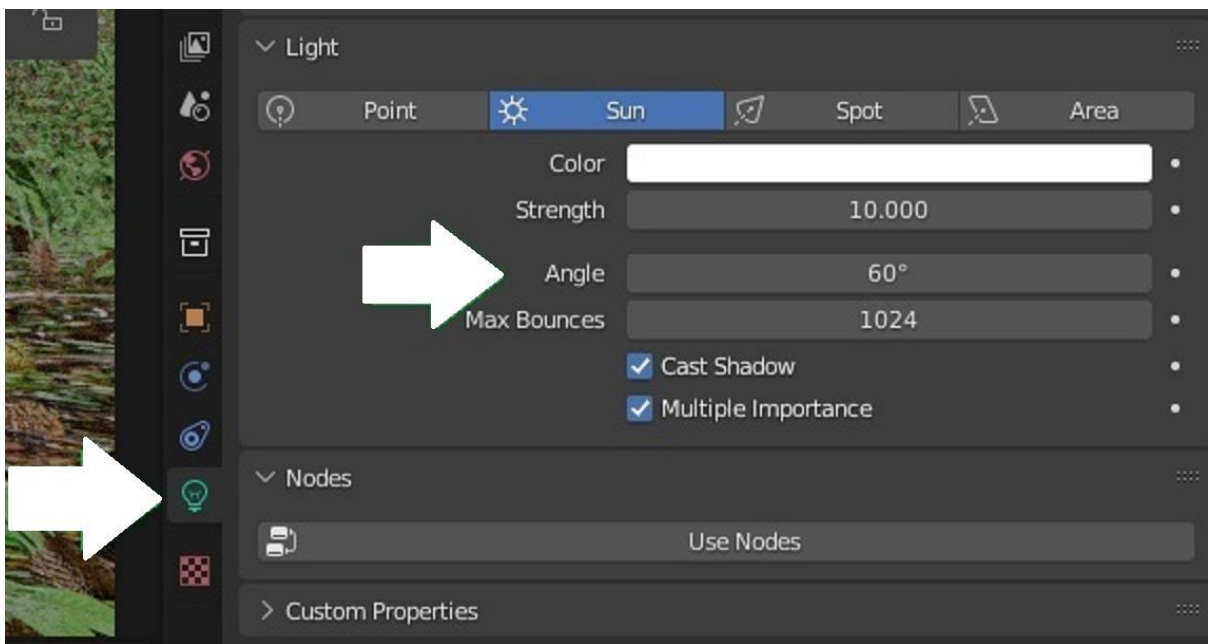 Light
Point Sun Spot Area
Color
Strength 10.000
Angle 60°
Max Bounces 1024
Cast Shadow
Multiple Importance
Nodes
Use Nodes
Custom Properties